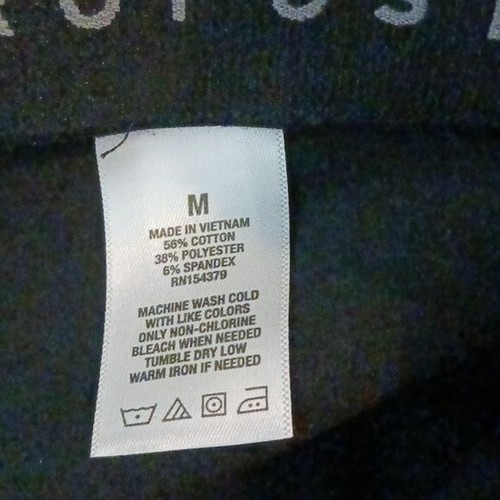 M
MADE IN VIETNAM
56% COTTON
38% POLYESTER
6% SPANDEX
RN154379
MACHINE WASH COLD
WITH LIKE COLORS
ONLY NON-CHLORINE
BLEACH WHEN NEEDED
TUMBLE DRY LOW
WARM IRON IF NEEDED